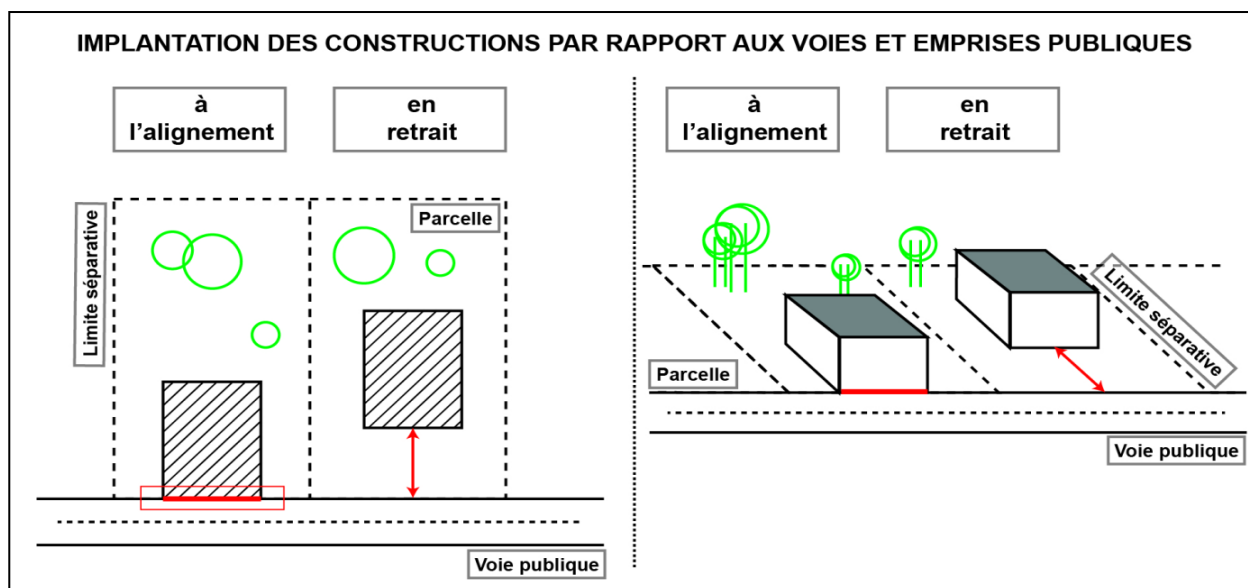 IMPLANTATION DES CONSTRUCTIONS PAR RAPPORT AUX VOIES ET EMPRISES PUBLIQUES
à
l'alignement
en
retrait
Limite séparative
Parcelle
Voie publique
à
l'alignement
en
retrait
Limite séparative
Parcelle
Voie publique